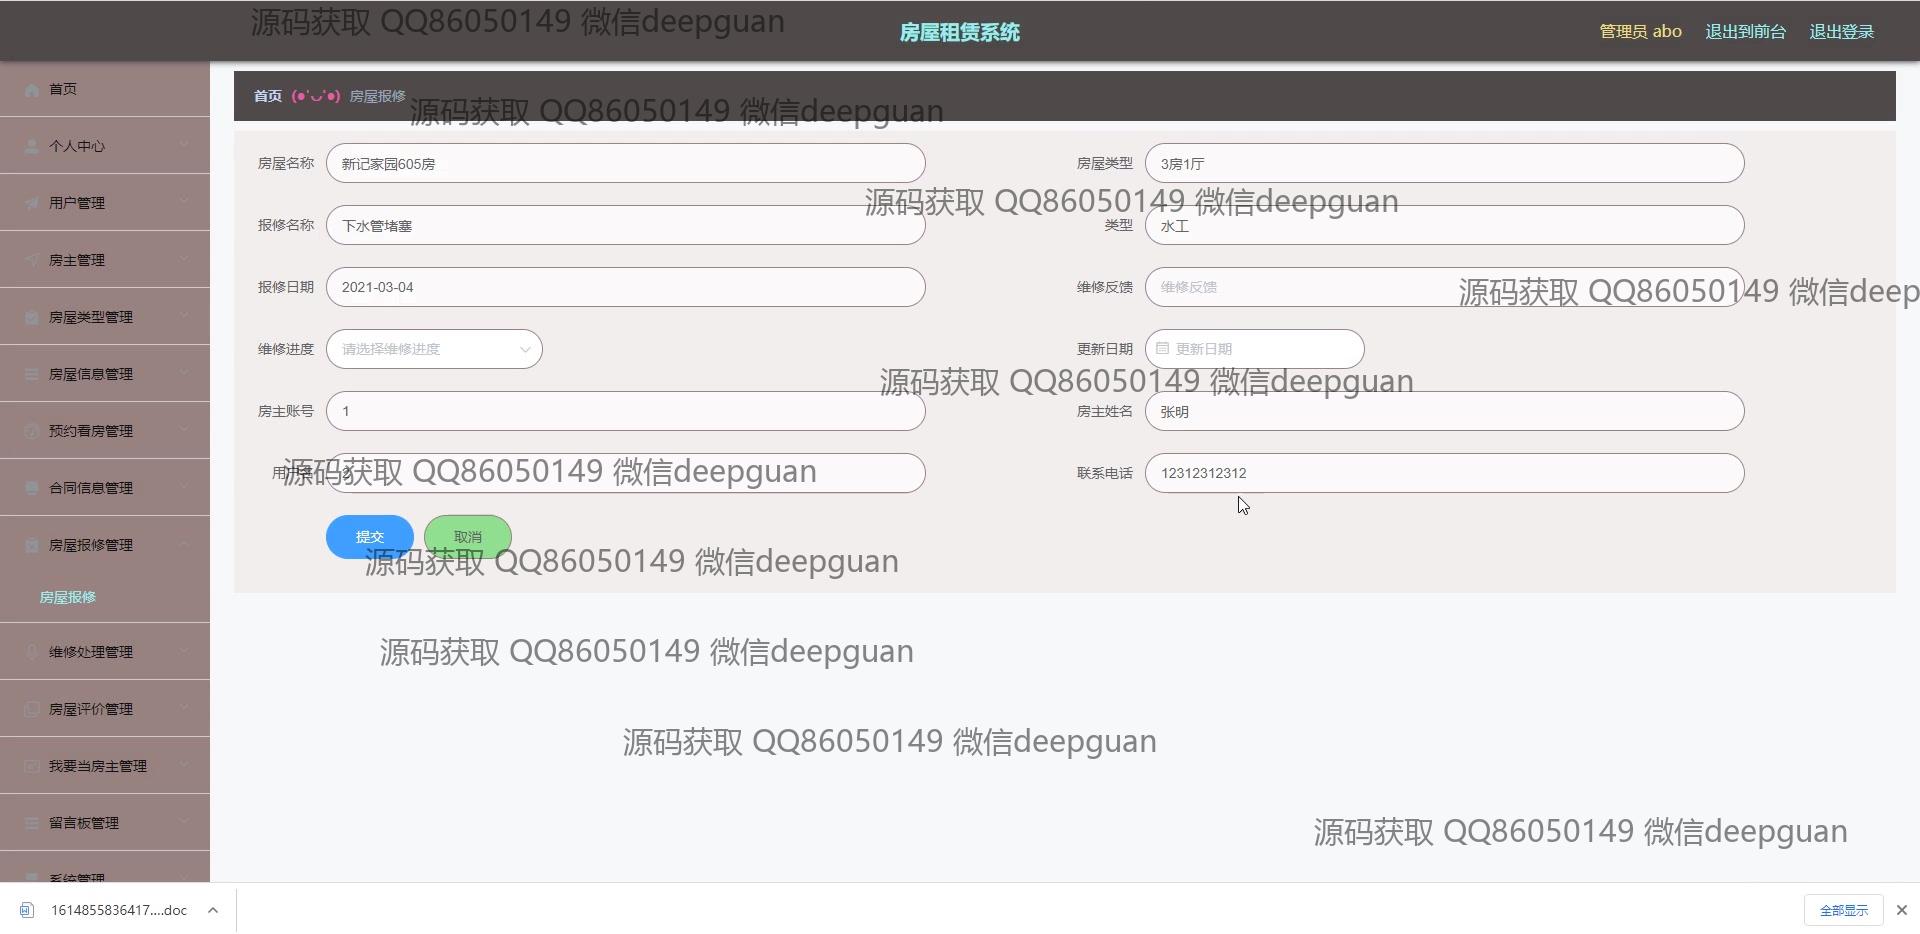 源码获取 QQ86050149 微信deepguan
房屋租赁系统
管理员 abo 退出到前台 退出登录
首页
个人中心
用户管理
房主管理
房屋类型管理
房屋信息管理
预约看房管理
合同信息管理
房屋报修管理
房屋报修
维修处理管理
房屋评价管理
我要当房主管理
留言板管理
系统管理
首页 (●'◡'●) 房屋报修
源码获取 QQ86050149 微信deepguan
房屋名称 新记家园605房 房屋类型 3房1厅
源码获取 QQ86050149 微信deepguan
报修名称 下水管堵塞 类型 水工
报修日期 2021-03-04 维修反馈 维修反馈
源码获取 QQ86050149 微信deep
维修进度 请选择维修进度 更新日期 更新日期
源码获取 QQ86050149 微信deepguan
房主账号 1 房主姓名 张明
源码获取 QQ86050149 微信deepguan
联系电话 12312312312
提交 取消
源码获取 QQ86050149 微信deepguan
源码获取 QQ86050149 微信deepguan
源码获取 QQ86050149 微信deepguan
源码获取 QQ86050149 微信deepguan
1614855836417....doc 全部显示